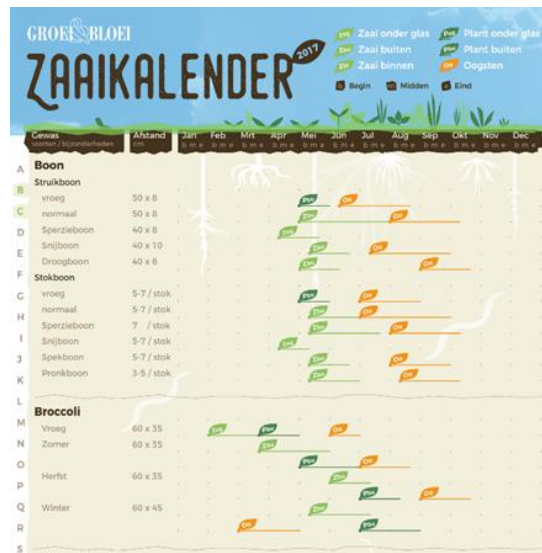 GROEI & BLOEI
ZAAIKALENDER
2017
Zaai onder glas
Zaai buiten
Zaai binnen
Plant onder glas
Plant buiten
Oogsten
Begin
Midden
Eind
Gewas Afstand Jan Feb Mrt Apr Mei Jun Jul Aug Sep Okt Nov Dec
soorten / bijzonderheden cm b m e b m e b m e b m e b m e b m e b m e b m e b m e b m e b m e b m e
A
B
C
D
E
F
G
H
I
J
K
L
M
N
O
P
Q
R
S
Boon
Struikboon
vroeg 50 x 8
normaal 50 x 8
Sperzieboon 40 x 8
Snijboon 40 x 10
Droogboon 40 x 8
Stokboon
vroeg 5-7 / stok
normaal 5-7 / stok
Sperzieboon 7 / stok
Snijboon 5-7 / stok
Spekboon 5-7 / stok
Pronkboon 3-5 / stok
Broccoli
Vroeg 60 x 35
Zomer 60 x 35
Herfst 60 x 35
Winter 60 x 45